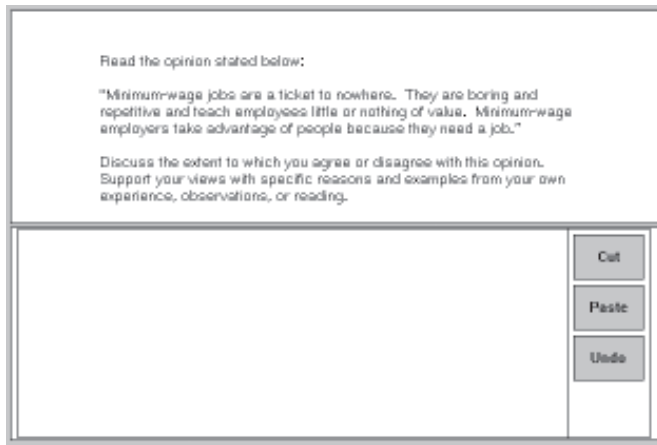 Read the opinion stated below:
"Minimum-wage jobs are a ticket to nowhere. They are boring and
repetitive and teach employees little or nothing of value. Minimum-wage
employers take advantage of people because they need a job."
Discuss the extent to which you agree or disagree with this opinion.
Support your views with specific reasons and examples from your own
experience, observations, or reading.
Cut
Paste
Undo